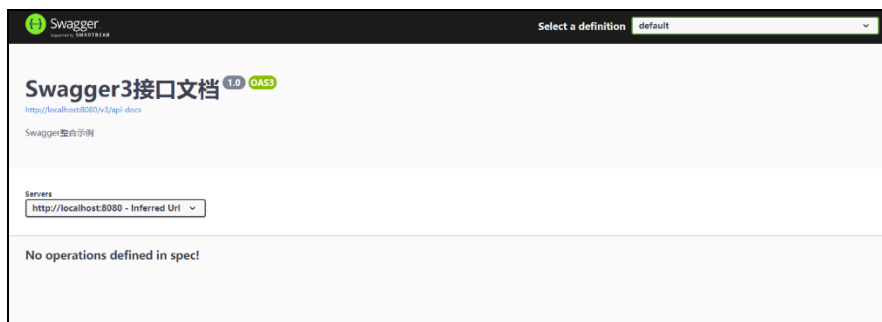 Swagger.
supported by SMARTBEAR
Select a definition
default
Swagger3接口文档 1.0 OAS3
http://localhost:8080/v3/api-docs
Swagger整合示例
Servers
http://localhost:8080 - Inferred Url
No operations defined in spec!